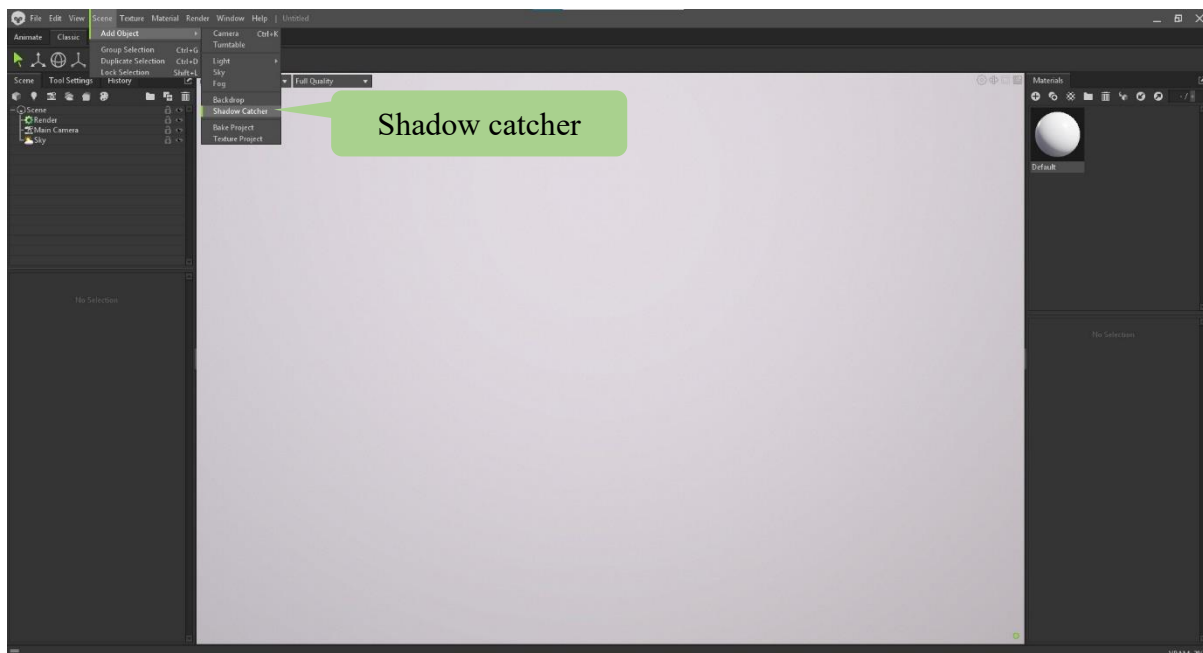 File Edit View Scene Texture Material Render Window Help | Untitled
Animate Classic
Add Object
Group Selection Ctrl+G
Duplicate Selection Ctrl+D
Lock Selection Shift+L
Camera Ctrl+K
Turntable
Light
Sky
Fog
Backdrop
Shadow Catcher
Bake Project
Texture Project
Full Quality
Shadow catcher
Scene Tool Settings History
Scene
Render
Main Camera
Sky
No Selection
Materials
Default
No Selection